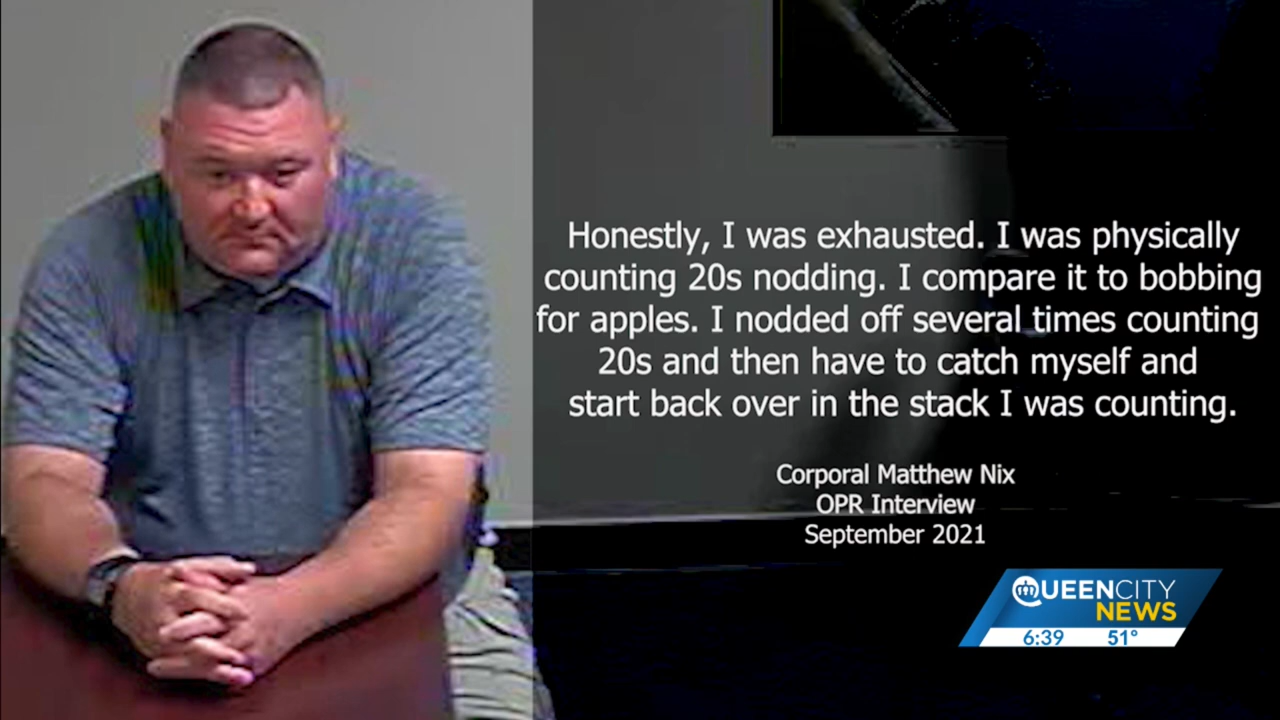 Honestly, I was exhausted. I was physically
counting 20s nodding. I compare it to bobbing
for apples. I nodded off several times counting
20s and then have to catch myself and
start back over in the stack I was counting.
Corporal Matthew Nix
OPR Interview
September 2021
QUEEN CITY
NEWS
6:39 51°